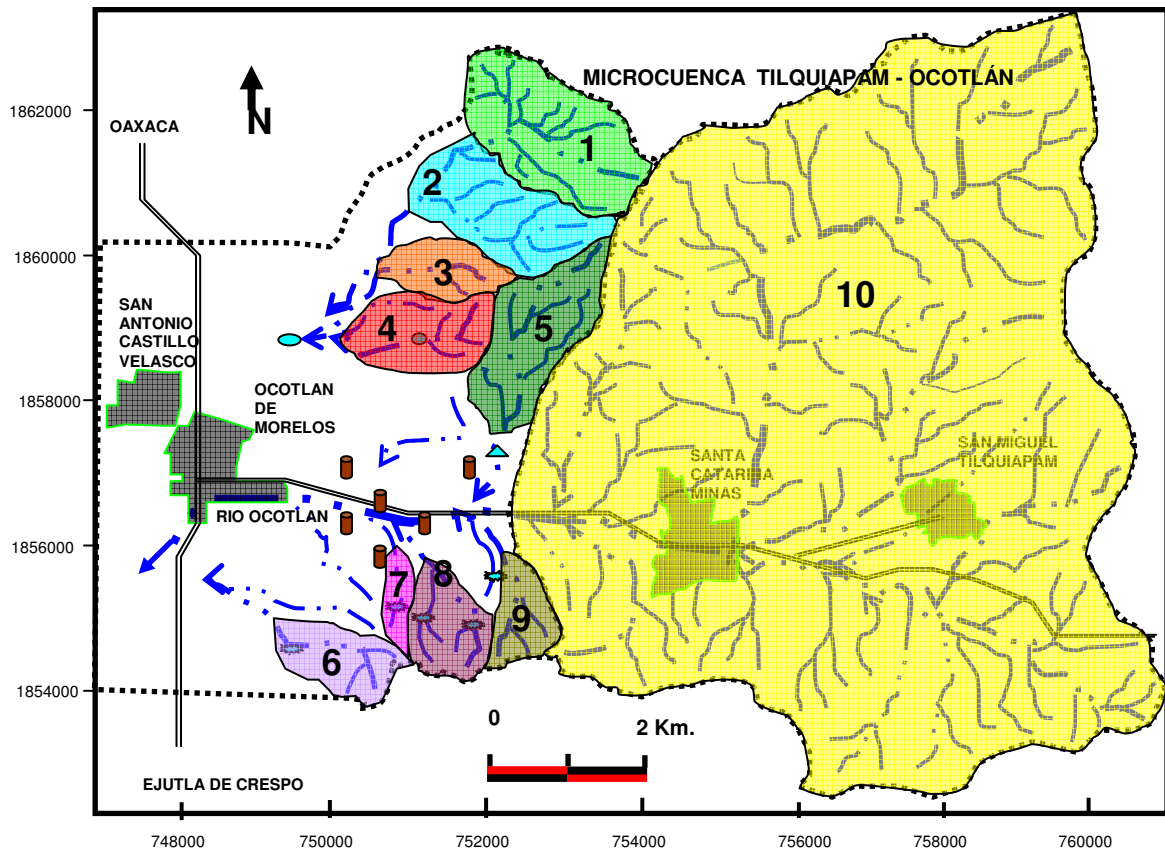 MICROCUENCA TILQUIAPAM - OCOTLÁN
1862000
N
OAXACA
1
2
1860000
3
10
SAN
ANTONIO
CASTILLO
VELASCO
4
5
OCOTLAN
DE
MORELOS
1858000
SANTA
CATARINA
MINAS
SAN MIGUEL
TILQUIAPAM
RIO OCOTLAN
1856000
7
8
9
6
1854000
0
2 Km.
EJUTLA DE CRESPO
748000
750000
752000
754000
756000
758000
760000